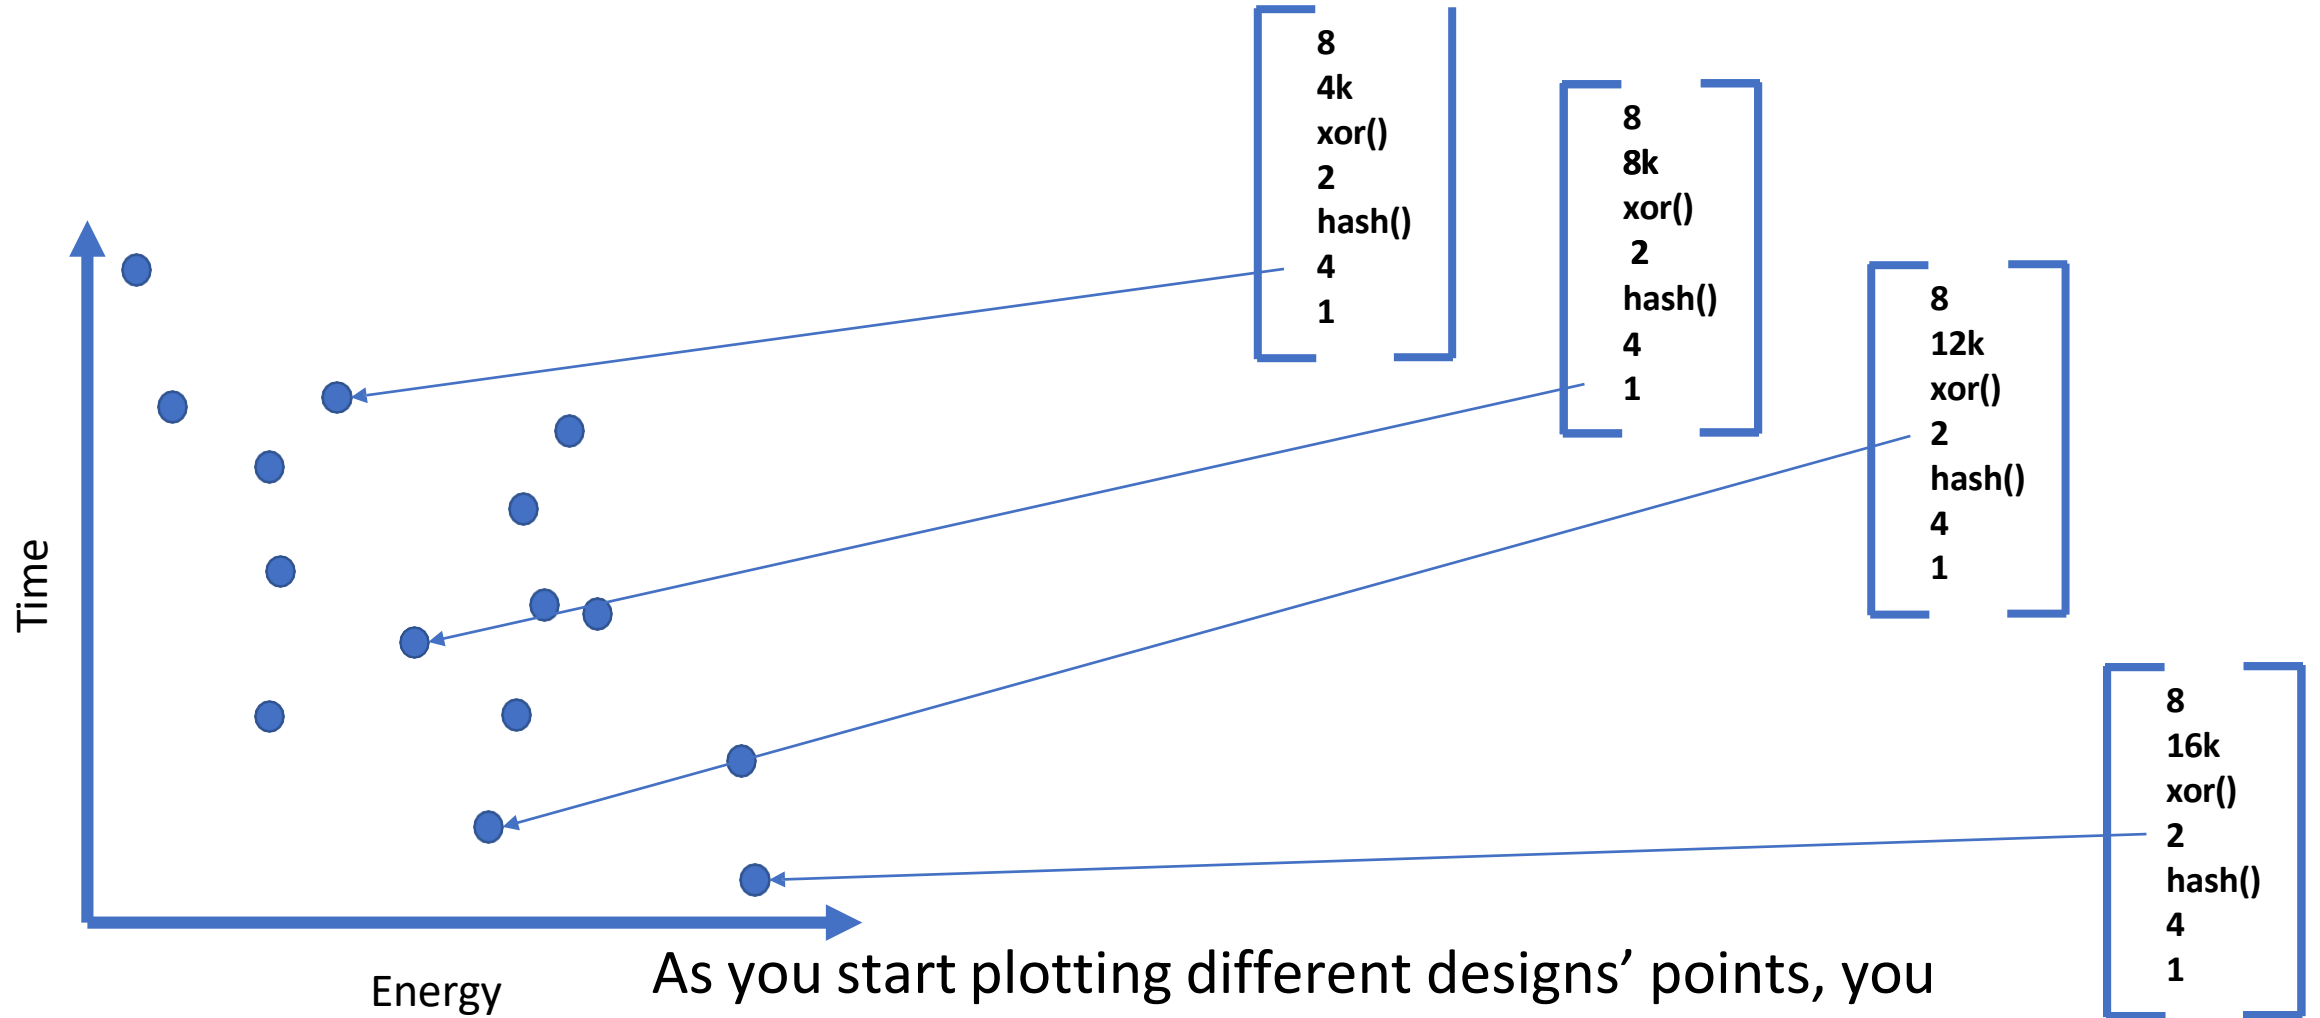 8
4k
xor()
2
hash()
4
1
8
8k
xor()
2
hash()
4
1
8
12k
xor()
2
hash()
4
1
8
16k
xor()
2
hash()
4
1
Time
Energy
As you start plotting different designs’ points, you